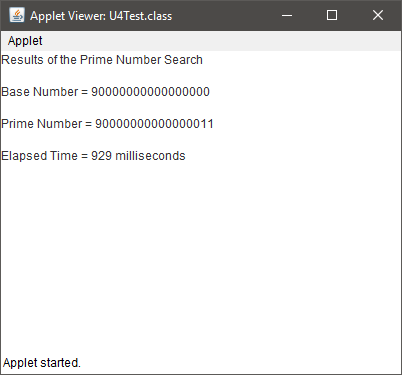 Applet Viewer: U4Test.class
Applet
Results of the Prime Number Search
Base Number = 90000000000000000
Prime Number = 90000000000000011
Elapsed Time = 929 milliseconds
Applet started.